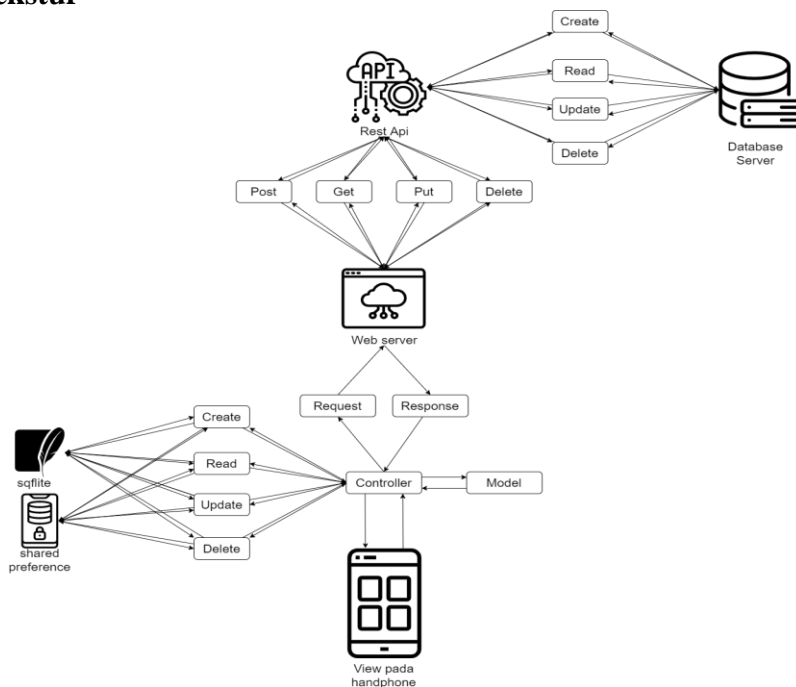 Create
API
Read
Rest Api
Update
Database
Server
Delete
Post
Get
Put
Delete
Web server
Request
Response
Create
sqflite
Read
Controller
Model
Update
shared
preference
Delete
View pada
handphone